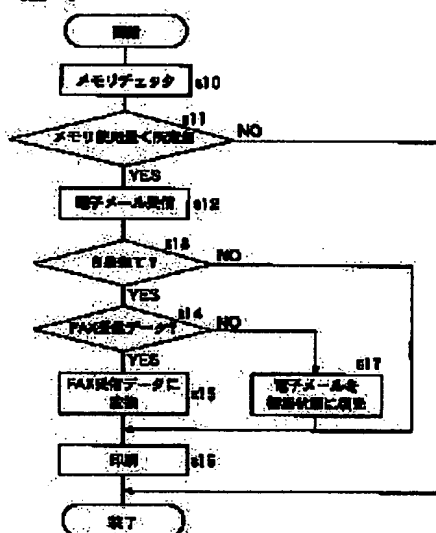 開始
メモリチェック
s10
s11
NO
YES
電子メール受信
s12
s13
NO
YES
s14
FAX受信データ?
NO
YES
s17
FAX受信データに
変換
s15
電子メールを
印刷
s16
終了